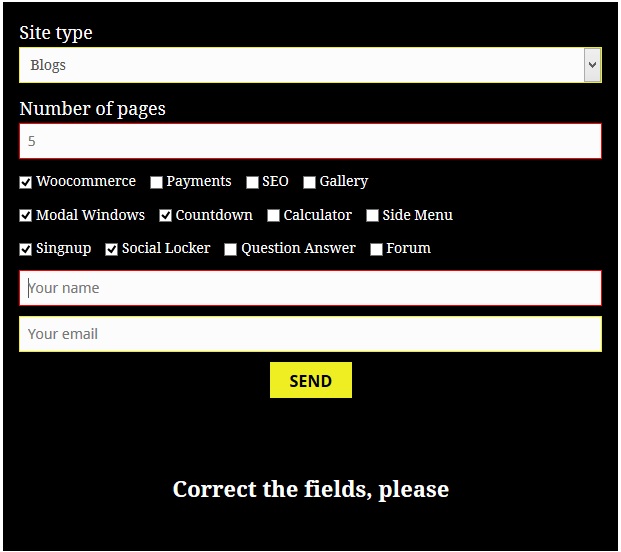 Site type
Blogs
Number of pages
5
Woocommerce Payments SEO Gallery
Modal Windows Countdown Calculator Side Menu
Singnup Social Locker Question Answer Forum
Your name
Your email
SEND
Correct the fields, please